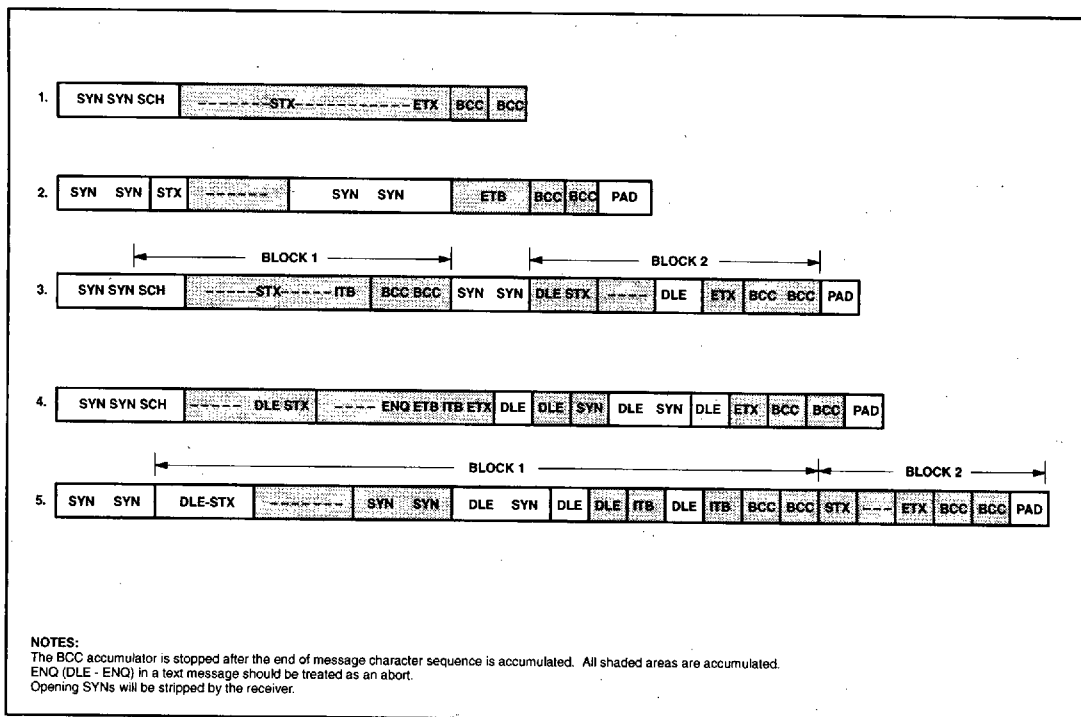 1. SYN SYN SCH -------STX------------ETX BCC BCC
2. SYN SYN STX ------ SYN SYN ETB BCC BCC PAD
BLOCK 1 BLOCK 2
3. SYN SYN SCH -----STX------ITB BCC BCC SYN SYN DLE STX ---- DLE ETX BCC BCC PAD
4. SYN SYN SCH ----- DLE STX ---- ENQ ETB ITB ETX DLE DLE SYN DLE SYN DLE ETX BCC BCC PAD
BLOCK 1 BLOCK 2
5. SYN SYN DLE-STX ------- SYN SYN DLE SYN DLE DLE ITB DLE ITB BCC BCC STX --- ETX BCC BCC PAD
NOTES:
The BCC accumulator is stopped after the end of message character sequence is accumulated. All shaded areas are accumulated.
ENQ (DLE - ENQ) in a text message should be treated as an abort.
Opening SYNs will be stripped by the receiver.